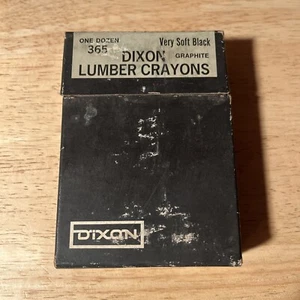 ONE DOZEN Very Soft Black
365 DIXON GRAPHITE
LUMBER CRAYONS
DIXON